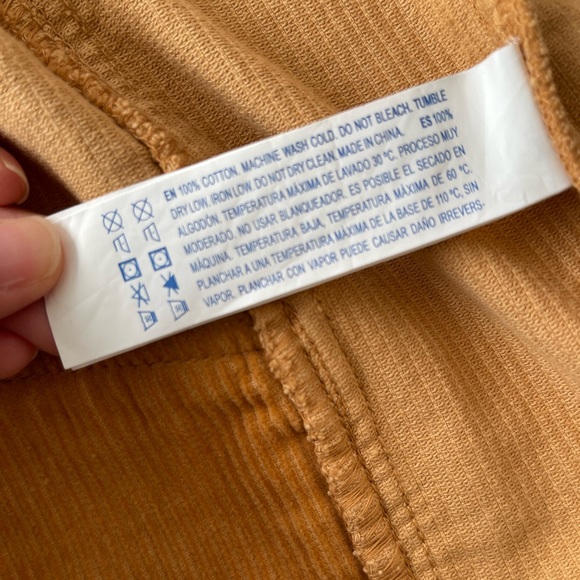 EN 100% COTTON. MACHINE WASH COLD. DO NOT BLEACH. TUMBLE
DRY LOW. IRON LOW. DO NOT DRY CLEAN. MADE IN CHINA. ES 100%
ALGODÓN. TEMPERATURA MÁXIMA DE LAVADO 30 °C. PROCESO MUY
MODERADO. NO USAR BLANQUEADOR. ES POSIBLE EL SECADO EN
MÁQUINA. TEMPERATURA BAJA, TEMPERATURA MÁXIMA DE 60 °C.
PLANCHAR A UNA TEMPERATURA MÁXIMA DE LA BASE DE 110 °C, SIN
VAPOR. PLANCHAR CON VAPOR PUEDE CAUSAR DAÑO IRREVERS-